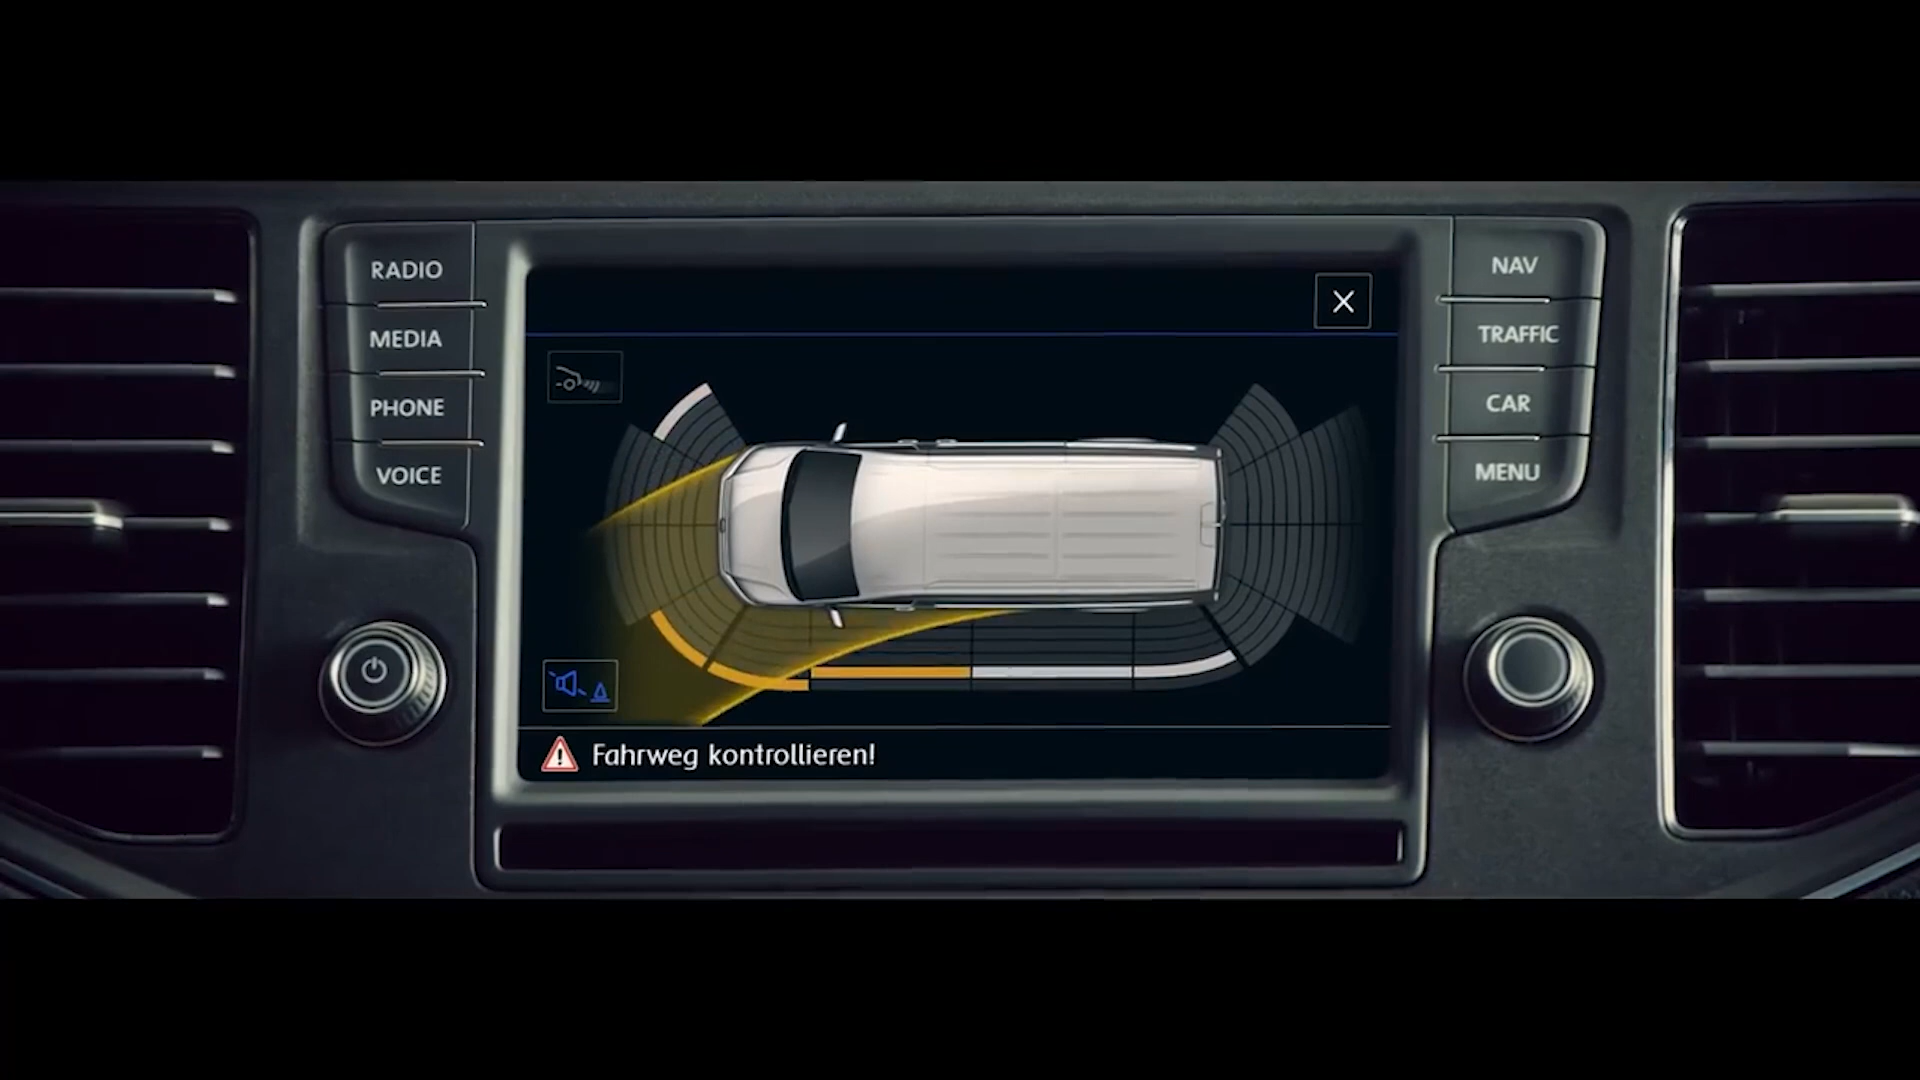 RADIO
MEDIA
PHONE
VOICE
NAV
TRAFFIC
CAR
MENU
Fahrweg kontrollieren!